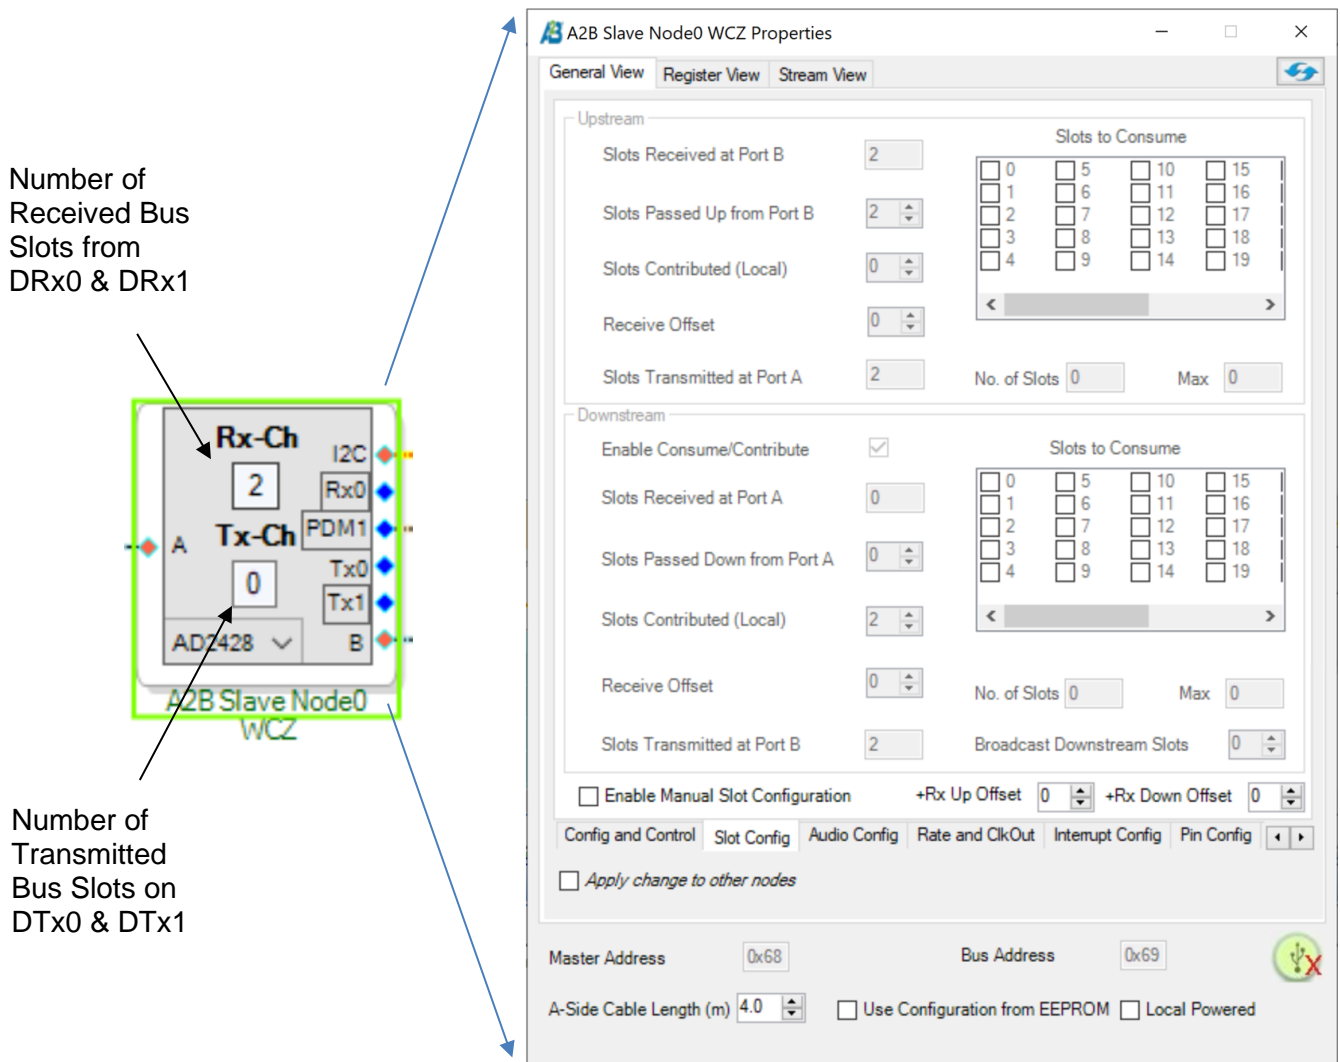 Number of
Received Bus
Slots from
DRx0 & DRx1
Rx-Ch
2
I2C
Rx0
A
Tx-Ch
PDM1
0
Tx0
Tx1
AD2428
B
A2B Slave Node0
WCZ
Number of
Transmitted
Bus Slots on
DTx0 & DTx1
A2B Slave Node0 WCZ Properties
General View Register View Stream View
Upstream
Slots Received at Port B 2
Slots Passed Up from Port B 2
Slots Contributed (Local) 0
Receive Offset 0
Slots Transmitted at Port A 2
Slots to Consume
0 5 10 15
1 6 11 16
2 7 12 17
3 8 13 18
4 9 14 19
No. of Slots 0 Max 0
Downstream
Enable Consume/Contribute
Slots Received at Port A 0
Slots Passed Down from Port A 0
Slots Contributed (Local) 2
Receive Offset 0
Slots Transmitted at Port B 2
Slots to Consume
0 5 10 15
1 6 11 16
2 7 12 17
3 8 13 18
4 9 14 19
No. of Slots 0 Max 0
Broadcast Downstream Slots 0
Enable Manual Slot Configuration +Rx Up Offset 0 +Rx Down Offset 0
Config and Control Slot Config Audio Config Rate and ClkOut Interrupt Config Pin Config
Apply change to other nodes
Master Address 0x68 Bus Address 0x69
A-Side Cable Length (m) 4.0 Use Configuration from EEPROM Local Powered